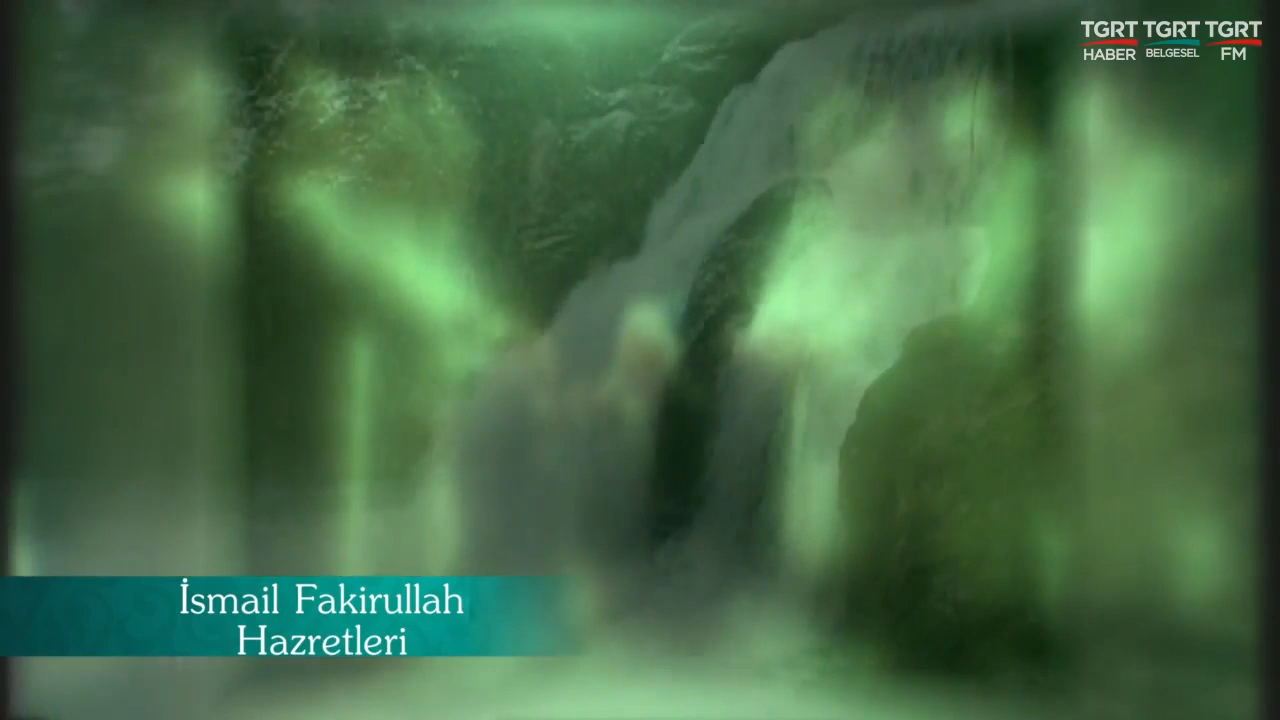 TGRT TGRT TGRT
HABER BELGESEL FM
İsmail Fakirullah
Hazretleri